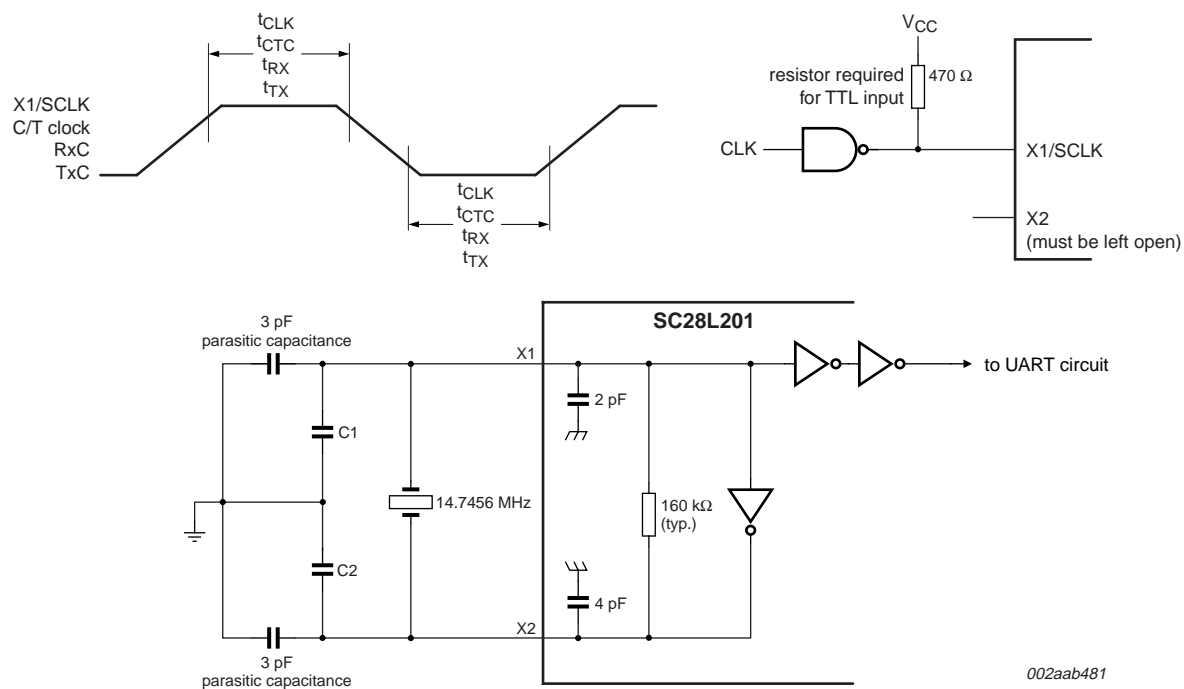 tCLK
tCTC
tRX
tTX
X1/SCLK
C/T clock
RxC
TxC
tCLK
tCTC
tRX
tTX
VCC
resistor required
for TTL input
470 Ω
CLK
X1/SCLK
X2
(must be left open)
SC28L201
3 pF
parasitic capacitance
X1
to UART circuit
2 pF
C1
14.7456 MHz
160 kΩ
(typ.)
C2
4 pF
X2
3 pF
parasitic capacitance
002aab481